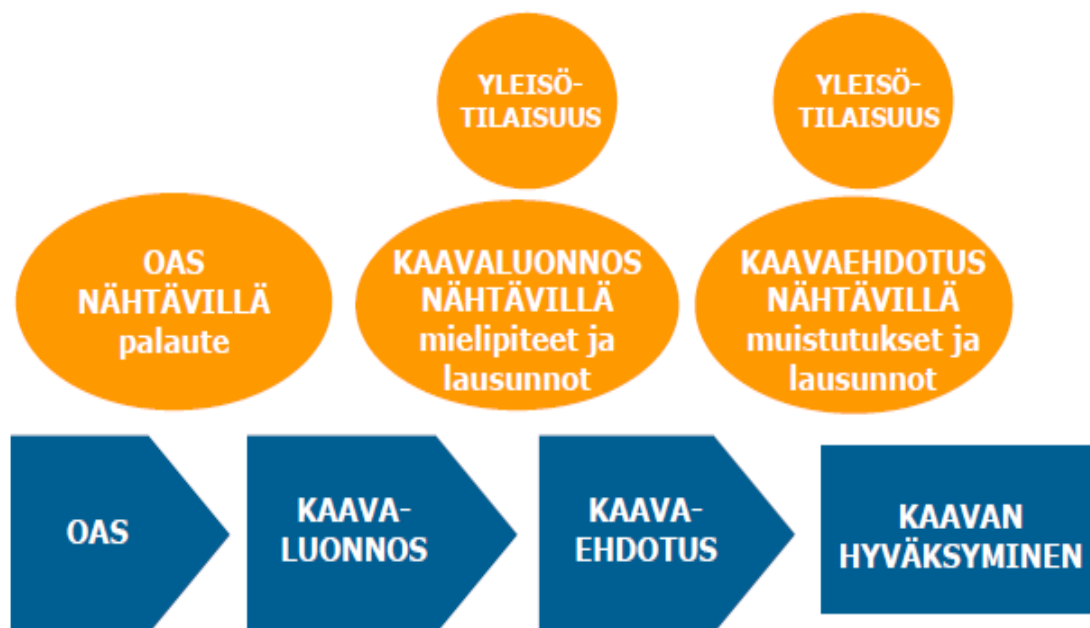 YLEISÖ-
TILAISUUS
YLEISÖ-
TILAISUUS
OAS
NÄHTÄVILLÄ
palaute
KAAVALUONNOS
NÄHTÄVILLÄ
mielipiteet ja
lausunnot
KAAVAEHDOTUS
NÄHTÄVILLÄ
muistutukset ja
lausunnot
OAS
KAAVA-
LUONNOS
KAAVA-
EHDOTUS
KAAVAN
HYVÄKSYMINEN